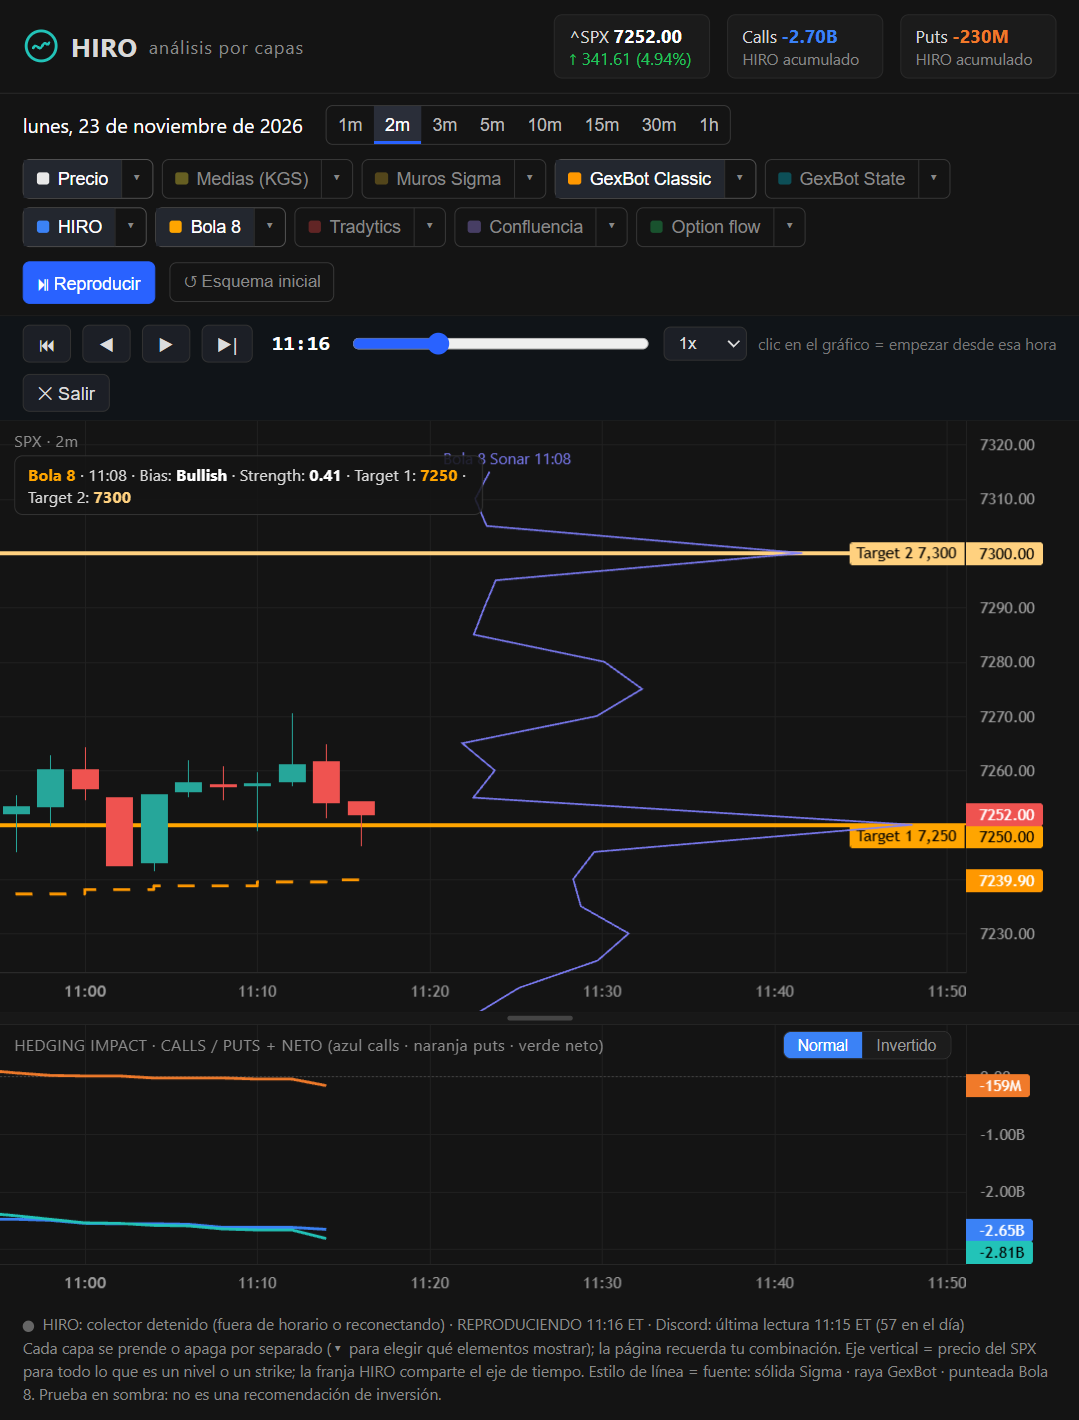 HIRO análisis por capas
^SPX 7252.00
↑ 341.61 (4.94%)
Calls -2.70B
HIRO acumulado
Puts -230M
HIRO acumulado
lunes, 23 de noviembre de 2026
1m 2m 3m 5m 10m 15m 30m 1h
Precio ▾ Medias (KGS) ▾ Muros Sigma ▾ GexBot Classic ▾ GexBot State ▾
HIRO ▾ Bola 8 ▾ Tradytics ▾ Confluencia ▾ Option flow ▾
⏯ Reproducir ↺ Esquema inicial
⏮ ◀ ▶ ▶| 11:16 1x clic en el gráfico = empezar desde esa hora
✕ Salir
SPX · 2m
Bola 8 Sonar 11:08
Bola 8 · 11:08 · Bias: Bullish · Strength: 0.41 · Target 1: 7250 ·
Target 2: 7300
7320.00
7310.00
Target 2 7,300 7300.00
7290.00
7280.00
7270.00
7260.00
7252.00
Target 1 7,250 7250.00
7239.90
7230.00
11:00 11:10 11:20 11:30 11:40 11:50
HEDGING IMPACT · CALLS / PUTS + NETO (azul calls · naranja puts · verde neto)
Normal Invertido
-159M
-1.00B
-2.00B
-2.65B
-2.81B
11:00 11:10 11:20 11:30 11:40 11:50
HIRO: colector detenido (fuera de horario o reconectando) · REPRODUCIENDO 11:16 ET · Discord: última lectura 11:15 ET (57 en el día)
Cada capa se prende o apaga por separado (▾ para elegir qué elementos mostrar); la página recuerda tu combinación. Eje vertical = precio del SPX
para todo lo que es un nivel o un strike; la franja HIRO comparte el eje de tiempo. Estilo de línea = fuente: sólida Sigma · raya GexBot · punteada Bola
8. Prueba en sombra: no es una recomendación de inversión.